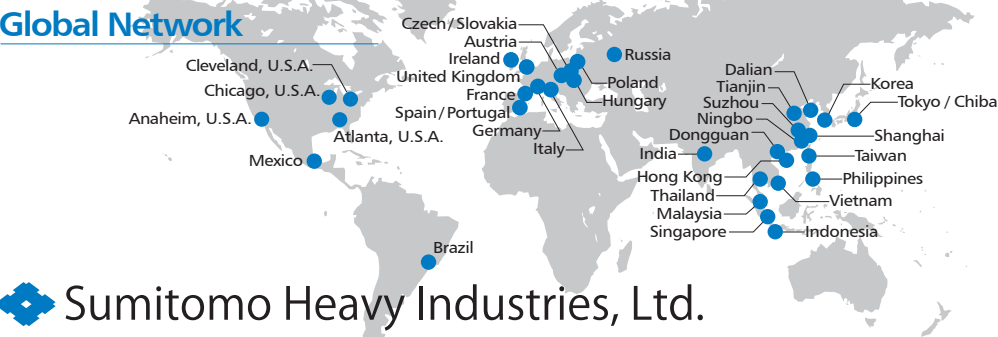 Global Network
Cleveland, U.S.A.
Chicago, U.S.A.
Anaheim, U.S.A.
Atlanta, U.S.A.
Mexico
Brazil
Czech / Slovakia
Austria
Ireland
United Kingdom
France
Spain / Portugal
Germany
Italy
Russia
Poland
Hungary
Dalian
Tianjin
Suzhou
Ningbo
Dongguan
India
Hong Kong
Thailand
Malaysia
Singapore
Korea
Tokyo / Chiba
Shanghai
Taiwan
Philippines
Vietnam
Indonesia
Sumitomo Heavy Industries, Ltd.